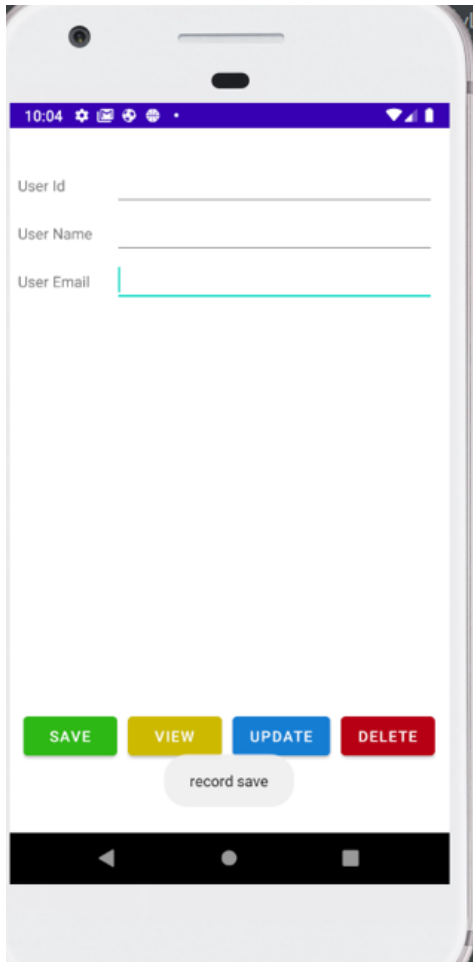 10:04
User Id
User Name
User Email
SAVE VIEW UPDATE DELETE
record save